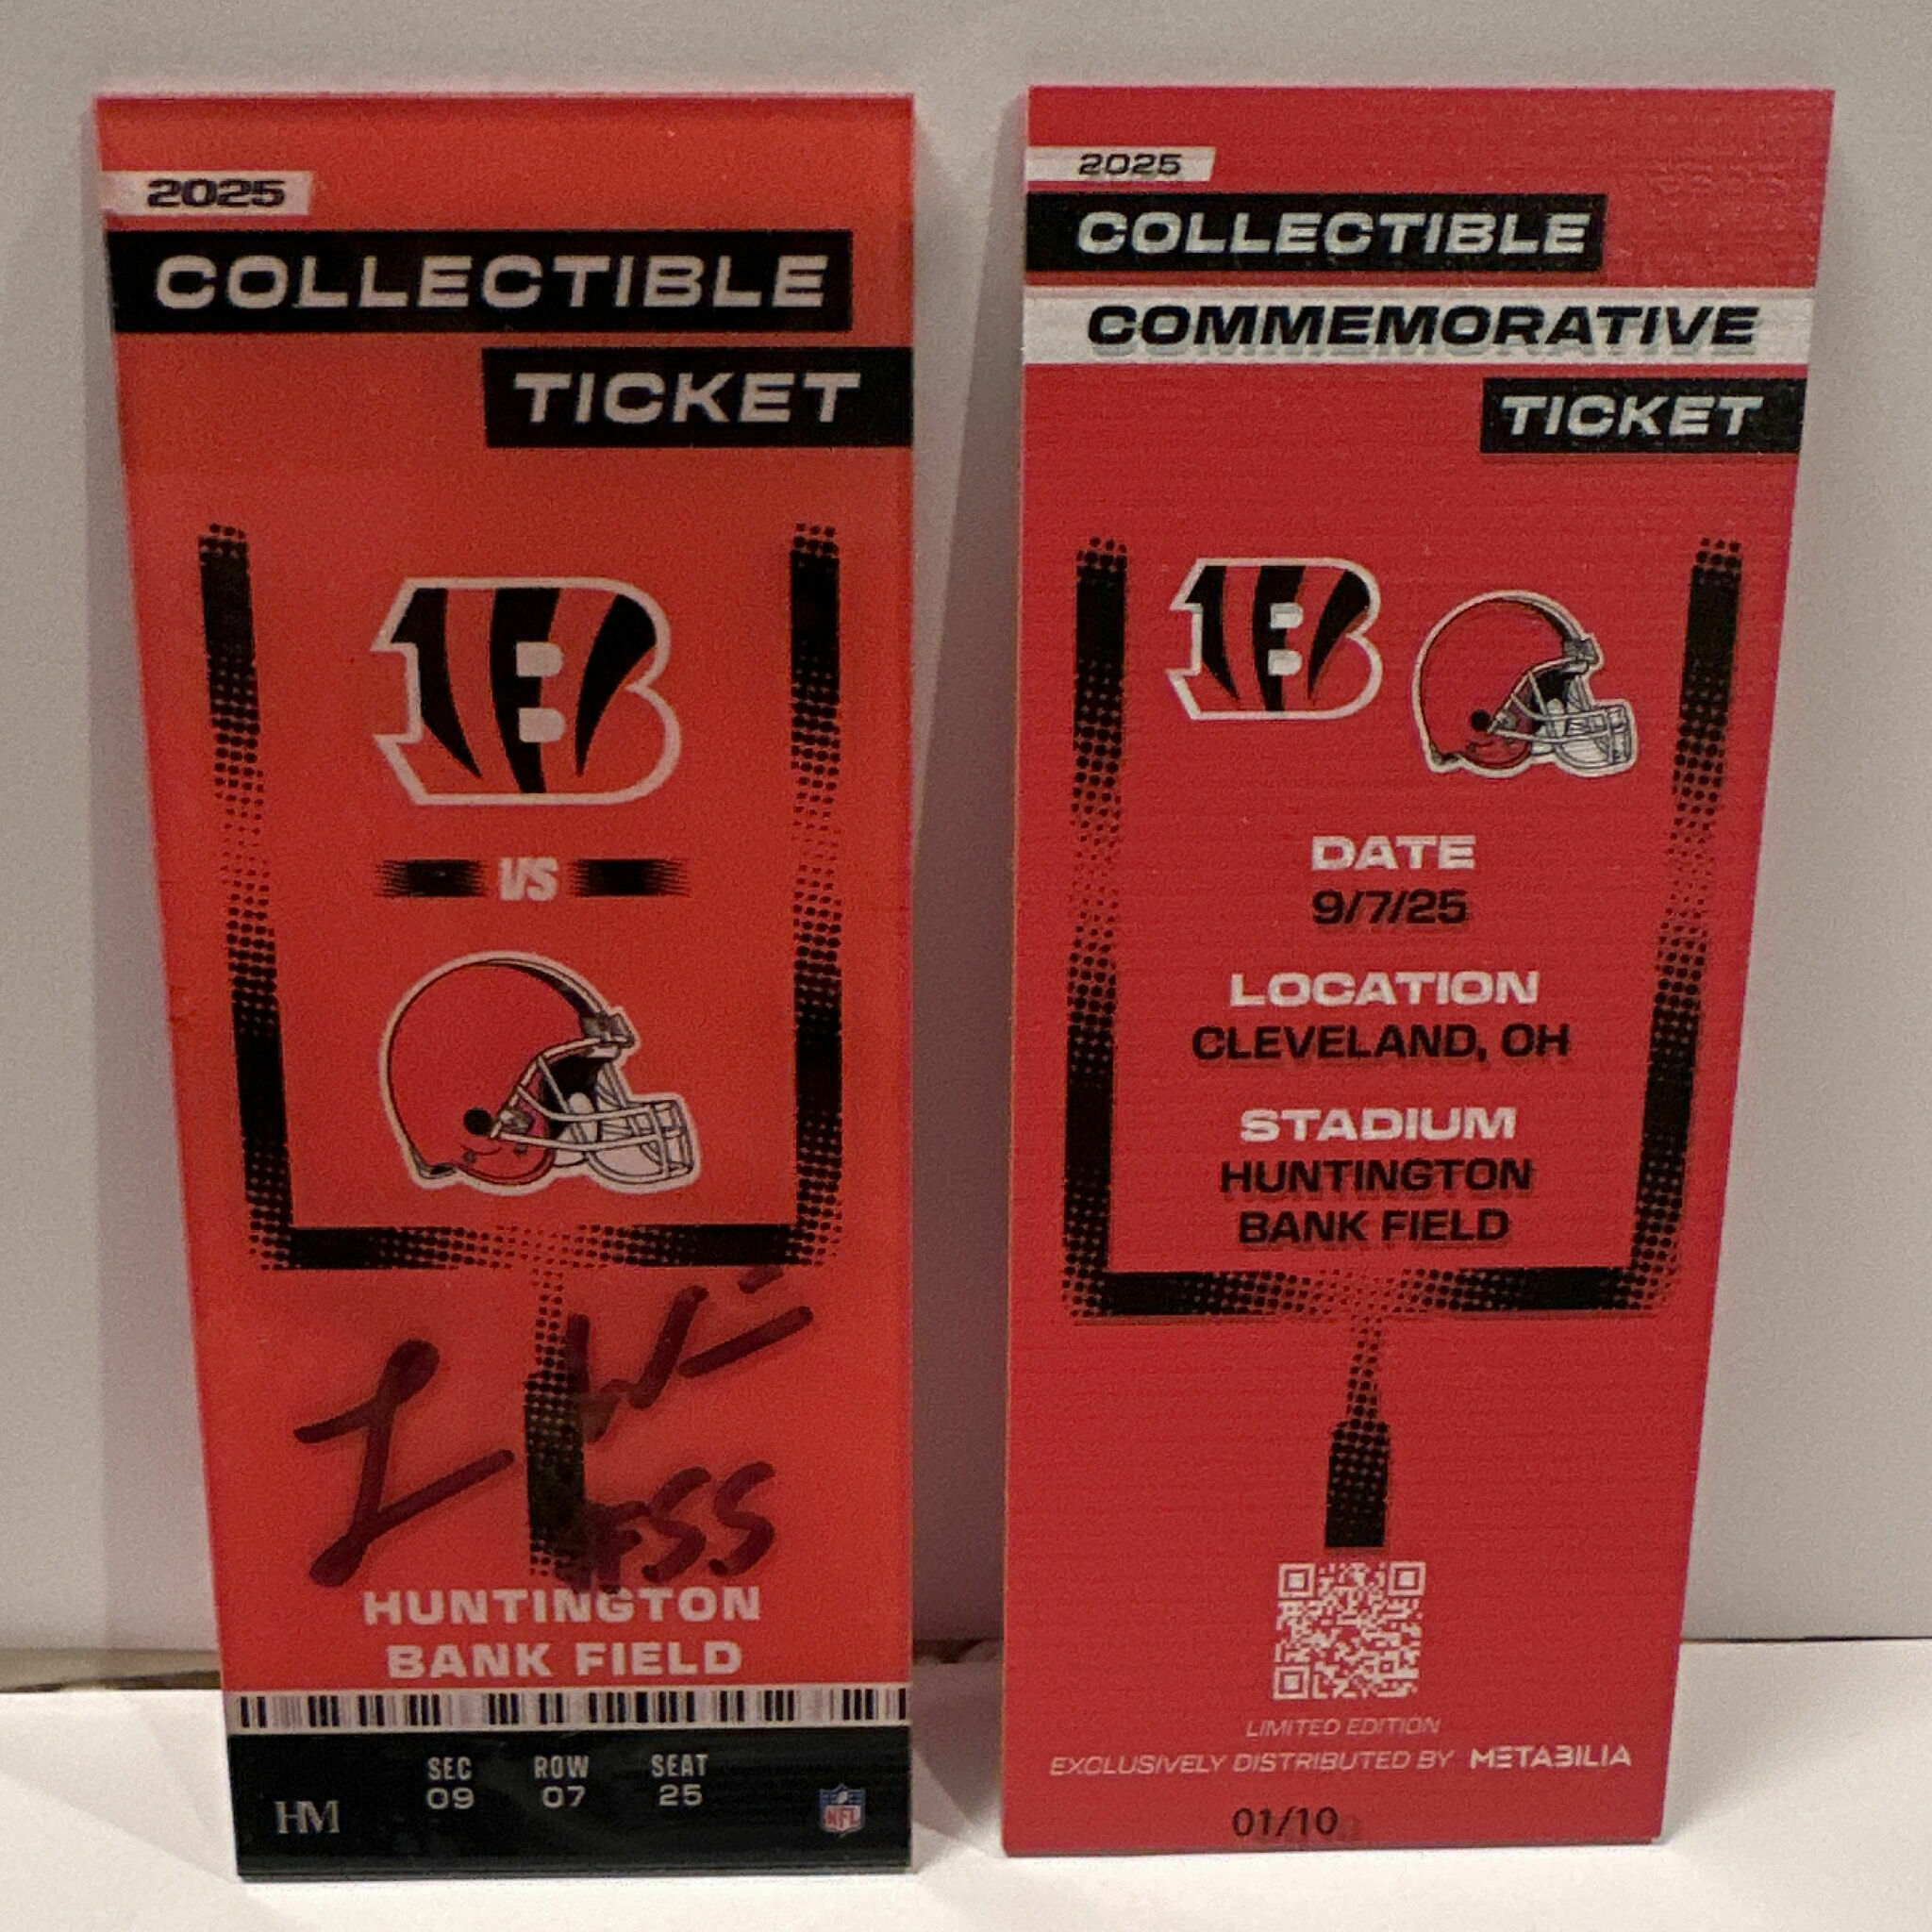 2025
COLLECTIBLE
TICKET
VS
#55
HUNTINGTON
BANK FIELD
SEC ROW SEAT
09 07 25
HM
NFL
2025
COLLECTIBLE
COMMEMORATIVE
TICKET
DATE
9/7/25
LOCATION
CLEVELAND, OH
STADIUM
HUNTINGTON
BANK FIELD
LIMITED EDITION
EXCLUSIVELY DISTRIBUTED BY METABILIA
01/10